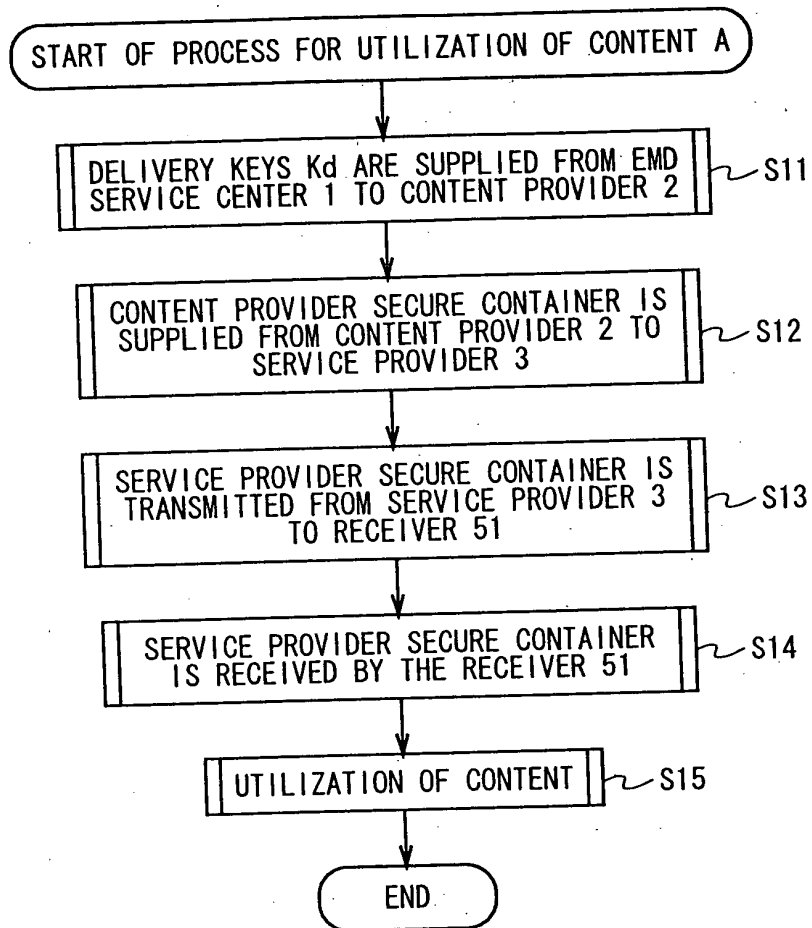 START OF PROCESS FOR UTILIZATION OF CONTENT A
DELIVERY KEYS Kd ARE SUPPLIED FROM EMD
SERVICE CENTER 1 TO CONTENT PROVIDER 2
S11
CONTENT PROVIDER SECURE CONTAINER IS
SUPPLIED FROM CONTENT PROVIDER 2 TO
SERVICE PROVIDER 3
S12
SERVICE PROVIDER SECURE CONTAINER IS
TRANSMITTED FROM SERVICE PROVIDER 3
TO RECEIVER 51
S13
SERVICE PROVIDER SECURE CONTAINER
IS RECEIVED BY THE RECEIVER 51
S14
UTILIZATION OF CONTENT
S15
END